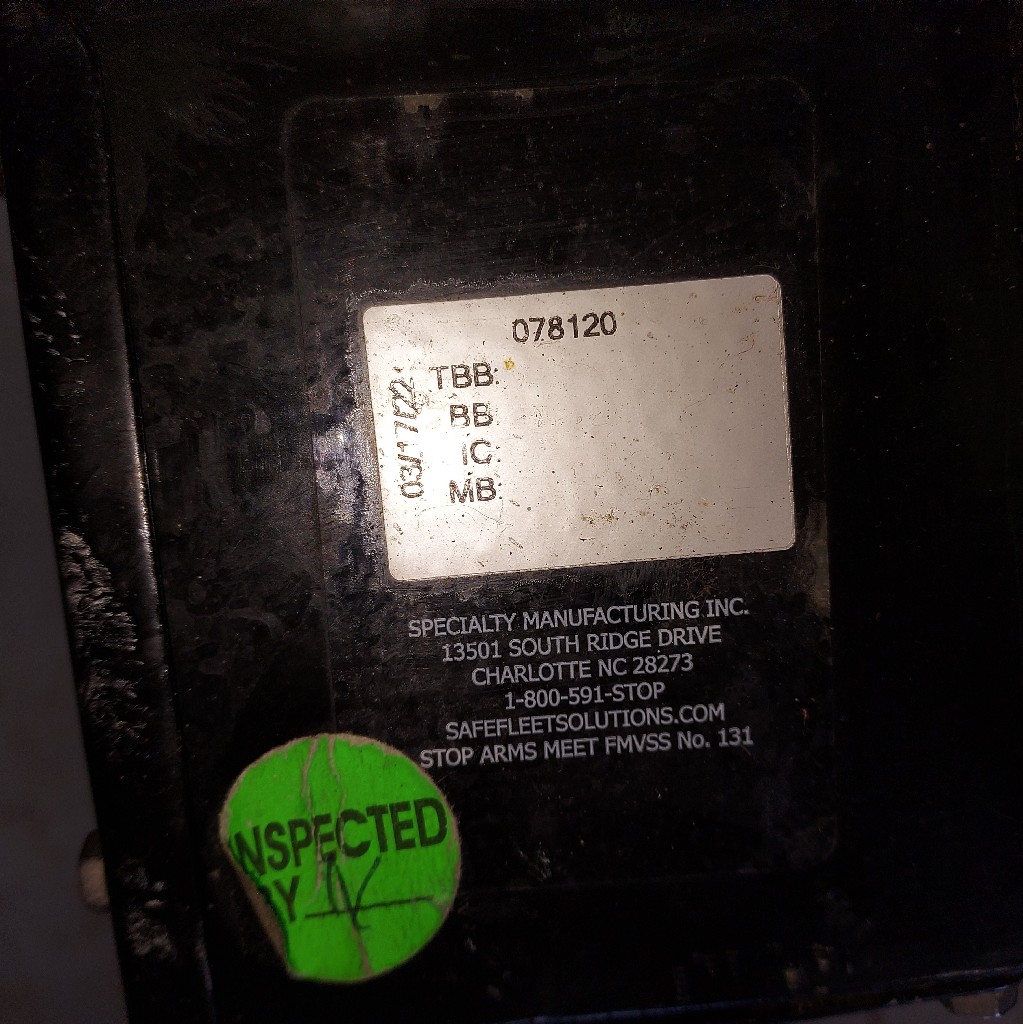 078120
TBB:
BB
IC:
MB:
03/17/22
SPECIALTY MANUFACTURING INC.
13501 SOUTH RIDGE DRIVE
CHARLOTTE NC 28273
1-800-591-STOP
SAFEFLEETSOLUTIONS.COM
STOP ARMS MEET FMVSS No. 131
INSPECTED